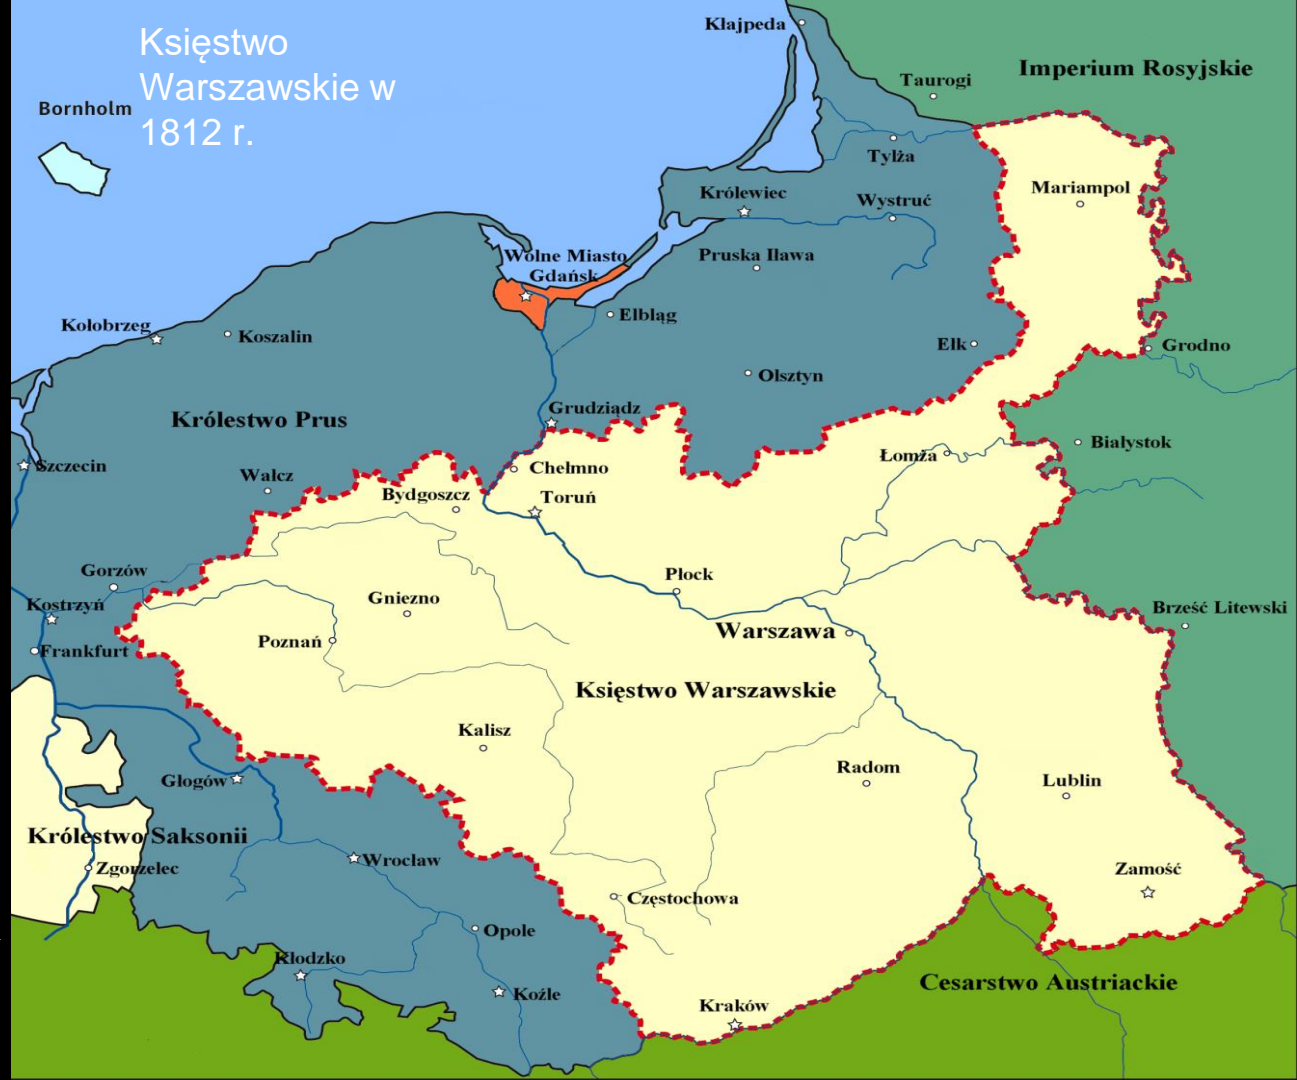 Księstwo
Warszawskie w
1812 r.
Bornholm
Kłajpeda
Taurogi
Imperium Rosyjskie
Tylża
Mariampol
Królewiec
Wystruć
Pruska Iława
Wolne Miasto
Gdańsk
Elbląg
Kołobrzeg
Koszalin
Ełk
Grodno
Olsztyn
Królestwo Prus
Grudziądz
Białystok
Szczecin
Wałcz
Chełmno
Łomża
Bydgoszcz
Toruń
Gorzów
Płock
Kostrzyń
Gniezno
Brześć Litewski
Poznań
Warszawa
Frankfurt
Księstwo Warszawskie
Kalisz
Głogów
Radom
Lublin
Królestwo Saksonii
Wrocław
Zgorzelec
Zamość
Częstochowa
Opole
Kłodzko
Koźle
Cesarstwo Austriackie
Kraków